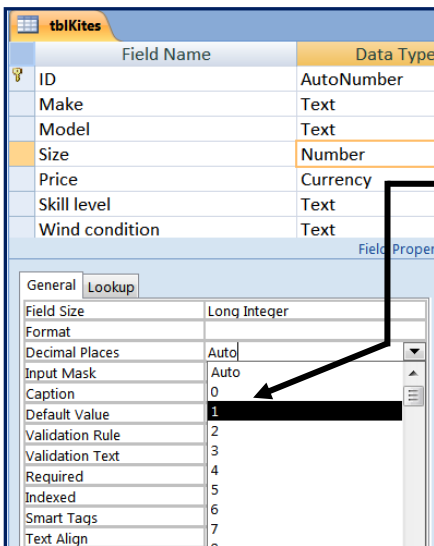 tblKites
Field Name Data Type
ID AutoNumber
Make Text
Model Text
Size Number
Price Currency
Skill level Text
Wind condition Text
Field Proper
General Lookup
Field Size Long Integer
Format
Decimal Places Auto
Input Mask Auto
Caption 0
Default Value 1
Validation Rule 2
Validation Text 3
Required 4
Indexed 5
Smart Tags 6
Text Align 7